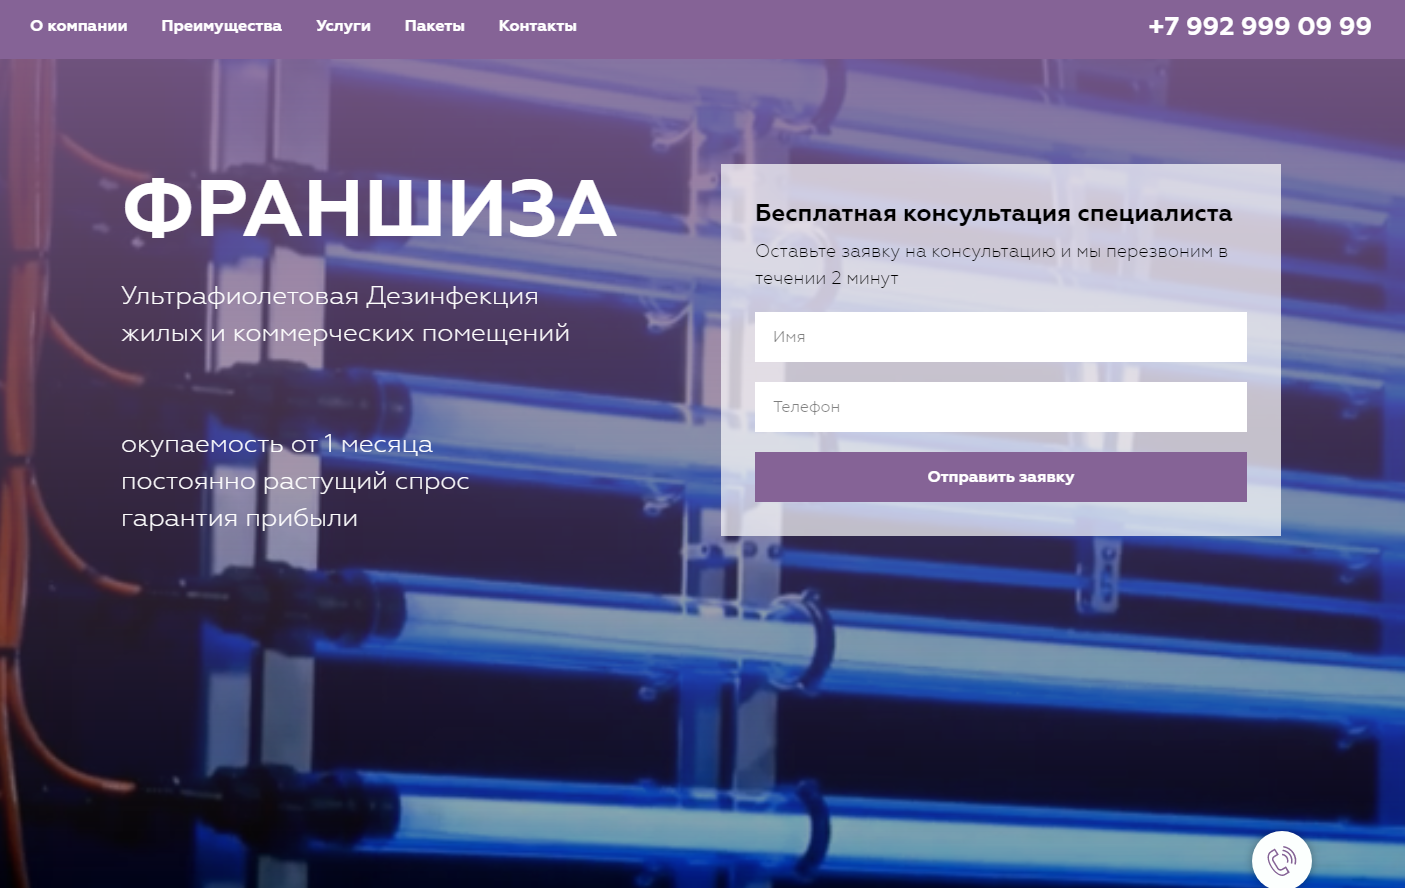 О компании Преимущества Услуги Пакеты Контакты +7 992 999 09 99
ФРАНШИЗА
Ультрафиолетовая Дезинфекция
жилых и коммерческих помещений
окупаемость от 1 месяца
постоянно растущий спрос
гарантия прибыли
Бесплатная консультация специалиста
Оставьте заявку на консультацию и мы перезвоним в
течении 2 минут
Имя
Телефон
Отправить заявку